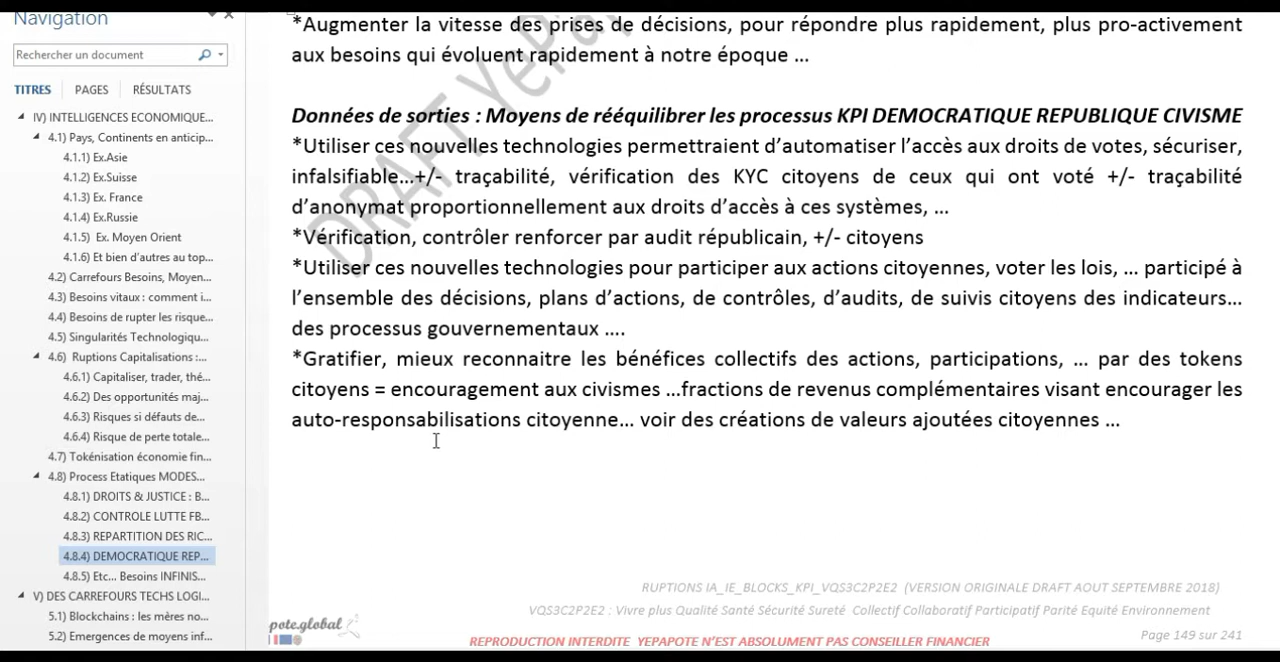 Navigation
Rechercher un document
TITRES PAGES RÉSULTATS
IV) INTELLIGENCES ECONOMIQUE...
4.1) Pays, Continents en anticip...
4.1.1) Ex.Asie
4.1.2) Ex.Suisse
4.1.3) Ex. France
4.1.4) Ex.Russie
4.1.5) Ex. Moyen Orient
4.1.6) Et bien d'autres au top...
4.2) Carrefours Besoins, Moyen...
4.3) Besoins vitaux : comment i...
4.4) Besoins de rupter les risque...
4.5) Singularités Technologiqu...
4.6) Ruptions Capitalisations :...
4.6.1) Capitaliser, trader, thé...
4.6.2) Des opportunités maj...
4.6.3) Risques si défauts de...
4.6.4) Risque de perte totale...
4.7) Tokénisation économie fin...
4.8) Process Etatiques MODES...
4.8.1) DROITS & JUSTICE : B...
4.8.2) CONTROLE LUTTE FB...
4.8.3) REPARTITION DES RIC...
4.8.4) DEMOCRATIQUE REP...
4.8.5) Etc... Besoins INFINIS...
V) DES CARREFOURS TECHS LOGI...
5.1) Blockchains : les mères no...
5.2) Emergences de moyens inf...
*Augmenter la vitesse des prises de décisions, pour répondre plus rapidement, plus pro-activement
aux besoins qui évoluent rapidement à notre époque ...
Données de sorties : Moyens de rééquilibrer les processus KPI DEMOCRATIQUE REPUBLIQUE CIVISME
*Utiliser ces nouvelles technologies permettraient d'automatiser l'accès aux droits de votes, sécuriser,
infalsifiable...+/- traçabilité, vérification des KYC citoyens de ceux qui ont voté +/- traçabilité
d'anonymat proportionnellement aux droits d'accès à ces systèmes, ...
*Vérification, contrôler renforcer par audit républicain, +/- citoyens
*Utiliser ces nouvelles technologies pour participer aux actions citoyennes, voter les lois, ... participé à
l'ensemble des décisions, plans d'actions, de contrôles, d'audits, de suivis citoyens des indicateurs...
des processus gouvernementaux ....
*Gratifier, mieux reconnaitre les bénéfices collectifs des actions, participations, ... par des tokens
citoyens = encouragement aux civismes ...fractions de revenus complémentaires visant encourager les
auto-responsabilisations citoyenne... voir des créations de valeurs ajoutées citoyennes ...
DRAFT YePap
RUPTIONS IA_IE_BLOCKS_KPI_VQS3C2P2E2 (VERSION ORIGINALE DRAFT AOUT SEPTEMBRE 2018)
VQS3C2P2E2 : Vivre plus Qualité Santé Sécurité Sureté Collectif Collaboratif Participatif Parité Equité Environnement
pote.global
REPRODUCTION INTERDITE YEPAPOTE N'EST ABSOLUMENT PAS CONSEILLER FINANCIER
Page 149 sur 241